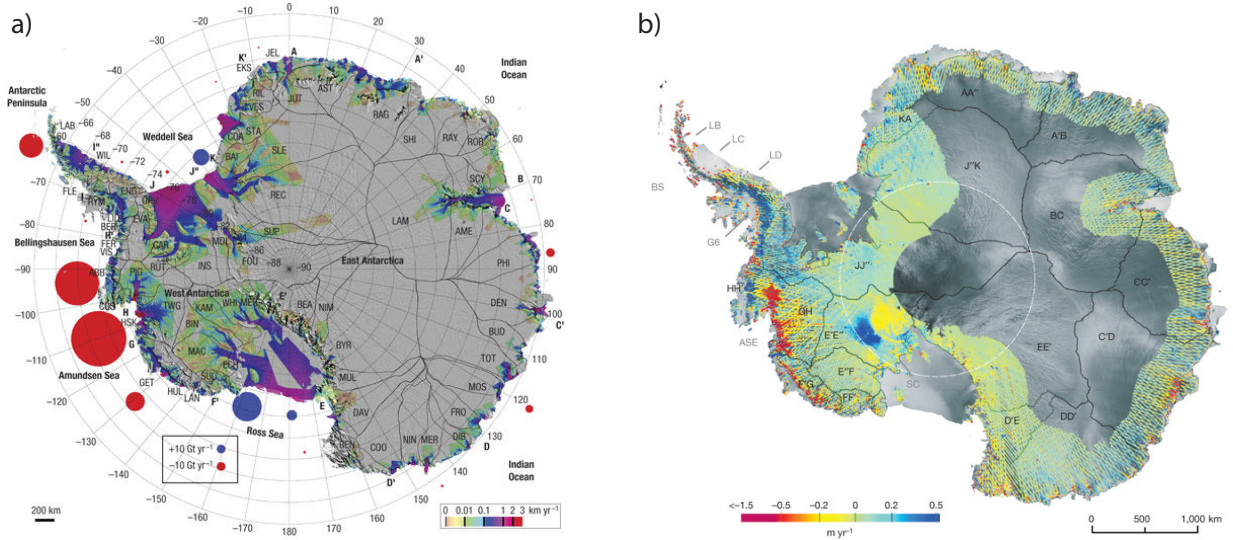 a)
b)
-10
0
10
-20
20
-30
30
-40
40
-50
50
-60
60
-70
70
-80
80
-90
90
-100
100
-110
-120
120
-130
130
-140
140
-150
150
-160
160
-170
170
180
-66
-68
-70
-72
-74
-76
-78
-86
-88
-90
Indian
Ocean
Antarctic
Peninsula
Weddell Sea
Bellingshausen Sea
Amundsen Sea
Ross Sea
Indian
Ocean
East Antarctica
West Antarctica
K'
JEL
A
A'
EKS
RIL
VES
JUT
AST
RAG
SHI
RAY
ROB
LAB
I"
WIL
COA
STA
SLE
BAI
K
J"
J
FLE
ENG
EVA
REC
SUP
SCY
B
C
LAM
AME
BER
H'
FER
VIS
CAR
RUT
MOL
FOU
INS
ABB
PIG
COS
PHI
DEN
C'
H
HSK
G
TWG
KAM
WHI
MER
E'
BEA
NIM
BIN
MAC
ECH
BYR
MUL
BUD
TOT
MOS
GET
HUL
LAN
F'
E
REN
DAV
COO
NIN
MER
FRO
DIB
D
D'
+10 Gt yr⁻¹
−10 Gt yr⁻¹
200 km
0 0.01 0.1 1 2 3 km yr⁻¹
LB
LC
LD
BS
G6
HH'
ASE
GH
KA
AA"
A'B
J"K
BC
JJ"
CC'
C'D
EE'
E'E"
E"F
FF'
F'G
SC
D'E
DD'
<-1.5 -0.5 -0.2 0.2 0.5
m yr⁻¹
0 500 1,000 km